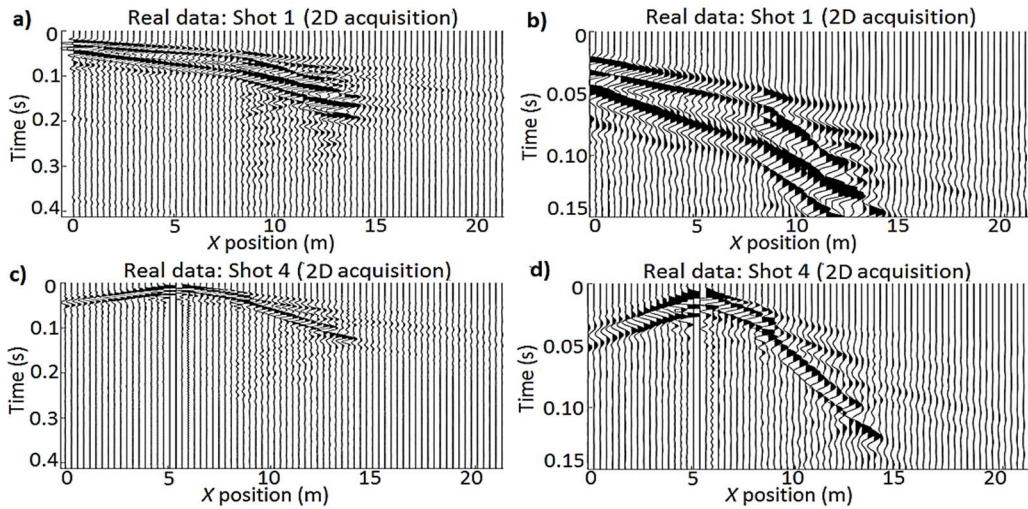 a)
Real data: Shot 1 (2D acquisition)
Time (s)
0
0.1
0.2
0.3
0.4
0 5 10 15 20
X position (m)
b)
Real data: Shot 1 (2D acquisition)
Time (s)
0
0.05
0.10
0.15
0 5 10 15 20
X position (m)
c)
Real data: Shot 4 (2D acquisition)
Time (s)
0
0.1
0.2
0.3
0.4
0 5 10 15 20
X position (m)
d)
Real data: Shot 4 (2D acquisition)
Time (s)
0
0.05
0.10
0.15
0 5 10 15 20
X position (m)